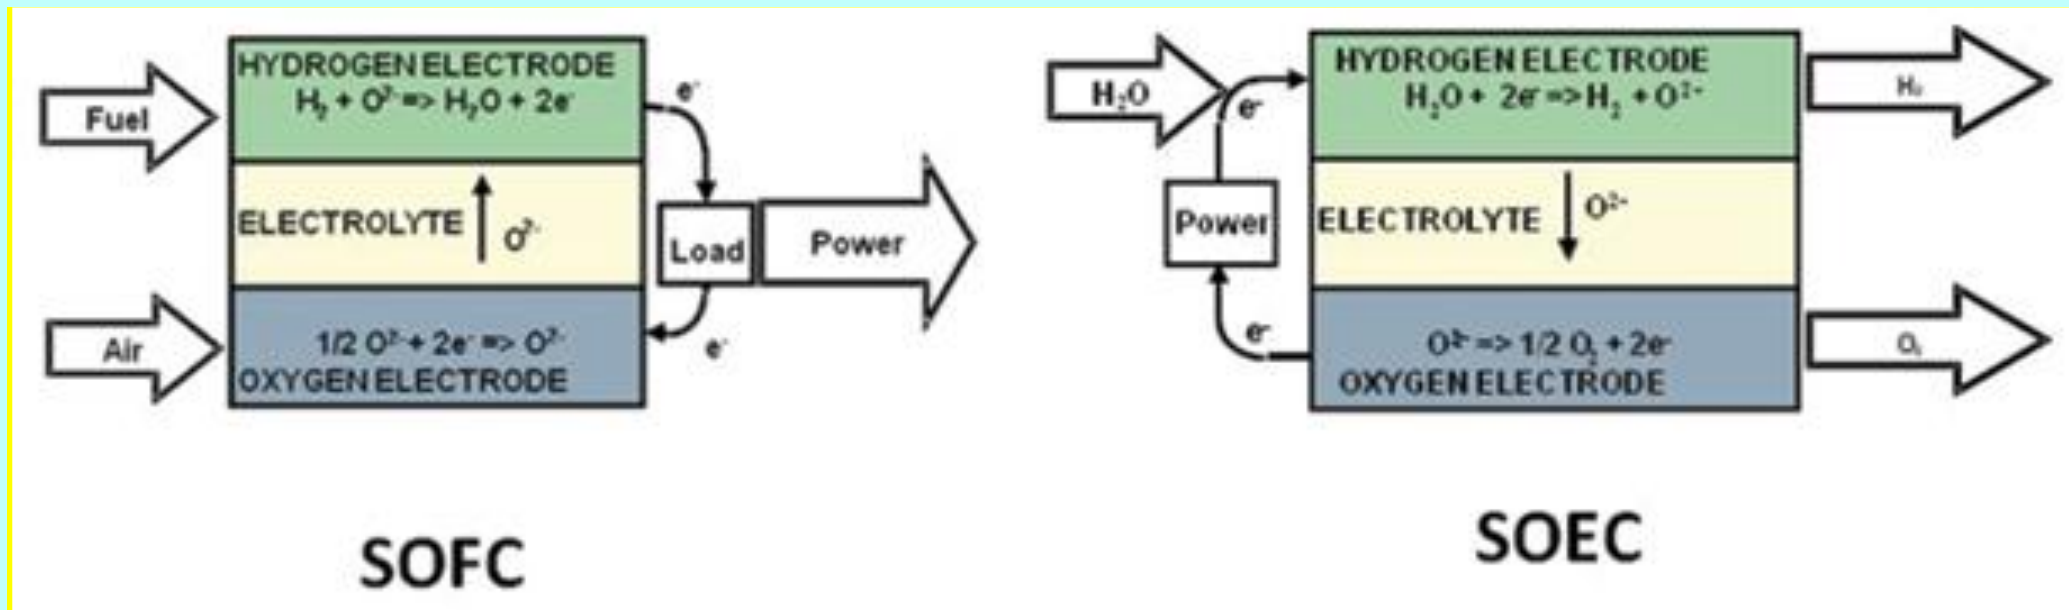 Fuel
HYDROGEN ELECTRODE
H₂ + O²⁻ => H₂O + 2e⁻
e⁻
ELECTROLYTE
O²⁻
Load
Power
Air
1/2 O²⁻ + 2e⁻ => O²⁻
OXYGEN ELECTRODE
e⁻
SOFC
H₂O
e⁻
HYDROGEN ELECTRODE
H₂O + 2e⁻ => H₂ + O²⁻
H₂
Power
ELECTROLYTE
O²⁻
e⁻
O²⁻ => 1/2 O₂ + 2e⁻
OXYGEN ELECTRODE
O₂
SOEC